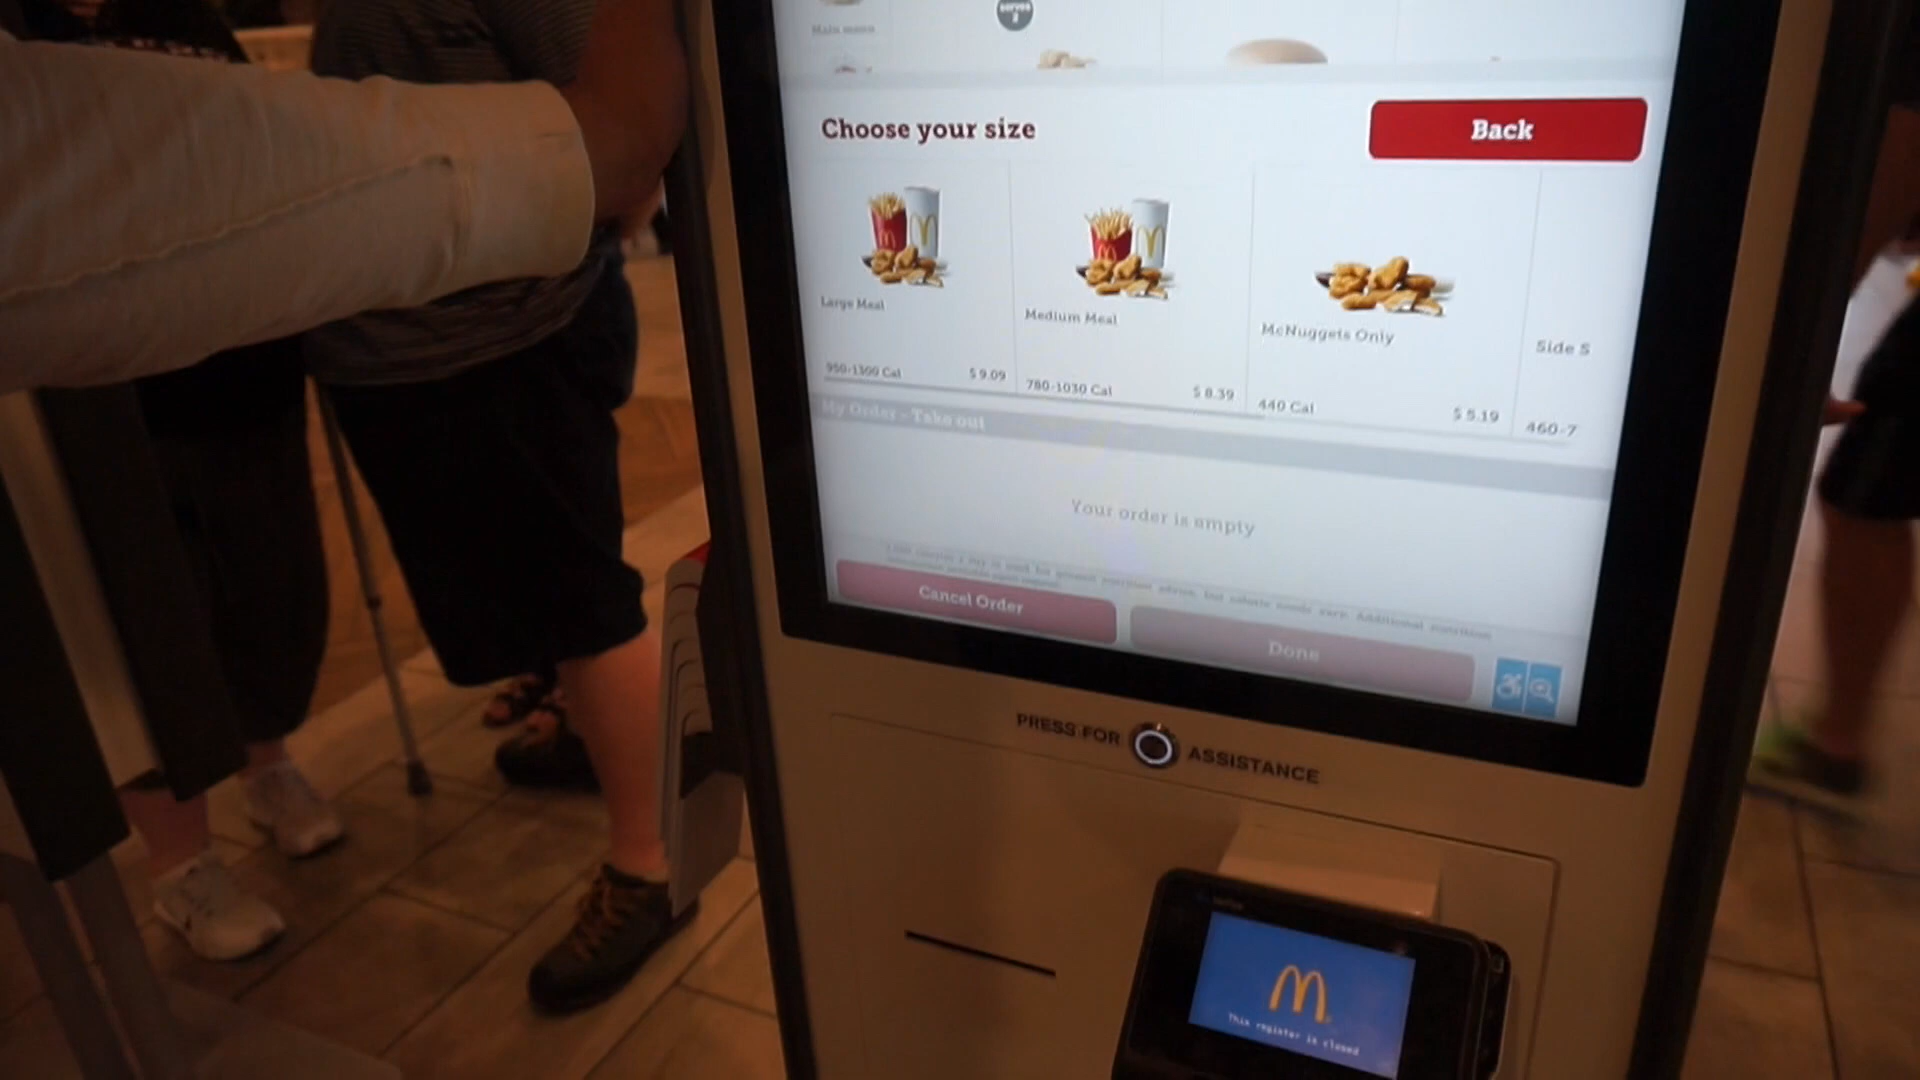 serves
2
Main menu
Choose your size
Back
Large Meal
Medium Meal
McNuggets Only
Side S
950-1300 Cal
$ 9.09
780-1030 Cal
$ 8.39
440 Cal
$ 5.19
460-7
My Order - Take out
Your order is empty
Cancel Order
Done
PRESS FOR ASSISTANCE
This register is closed